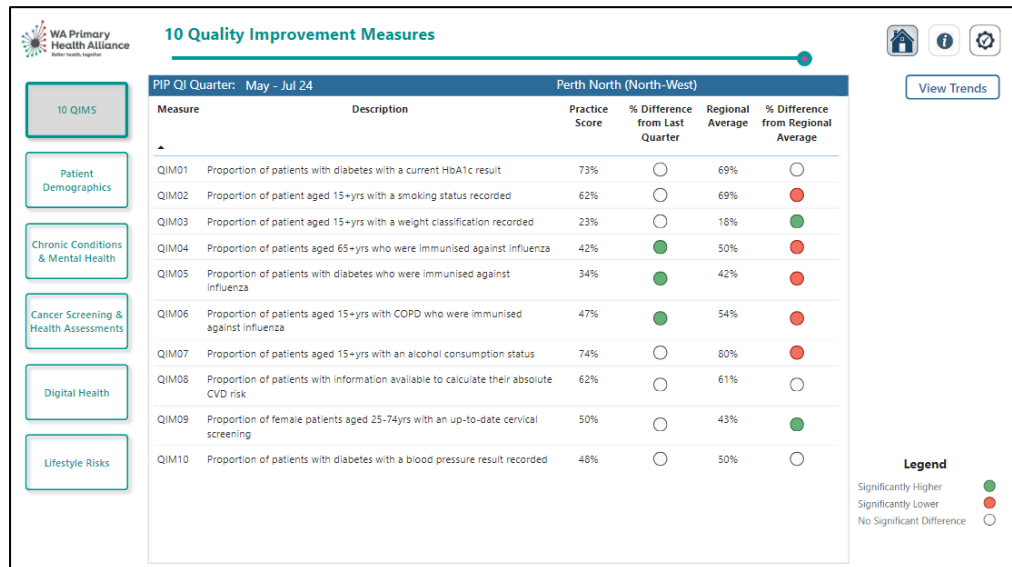 WA Primary
Health Alliance
Better health, together
10 Quality Improvement Measures
i
View Trends
10 QIMS
Patient
Demographics
Chronic Conditions
& Mental Health
Cancer Screening &
Health Assessments
Digital Health
Lifestyle Risks
PIP QI Quarter: May - Jul 24 Perth North (North-West)
Measure Description Practice Score % Difference from Last Quarter Regional Average % Difference from Regional Average
QIM01 Proportion of patients with diabetes with a current HbA1c result 73% 69%
QIM02 Proportion of patient aged 15+yrs with a smoking status recorded 62% 69%
QIM03 Proportion of patient aged 15+yrs with a weight classification recorded 23% 18%
QIM04 Proportion of patients aged 65+yrs who were immunised against influenza 42% 50%
QIM05 Proportion of patients with diabetes who were immunised against 34% 42%
influenza
QIM06 Proportion of patients aged 15+yrs with COPD who were immunised 47% 54%
against influenza
QIM07 Proportion of patients aged 15+yrs with an alcohol consumption status 74% 80%
QIM08 Proportion of patients with information available to calculate their absolute 62% 61%
CVD risk
QIM09 Proportion of female patients aged 25-74yrs with an up-to-date cervical 50% 43%
screening
QIM10 Proportion of patients with diabetes with a blood pressure result recorded 48% 50%
Legend
Significantly Higher
Significantly Lower
No Significant Difference